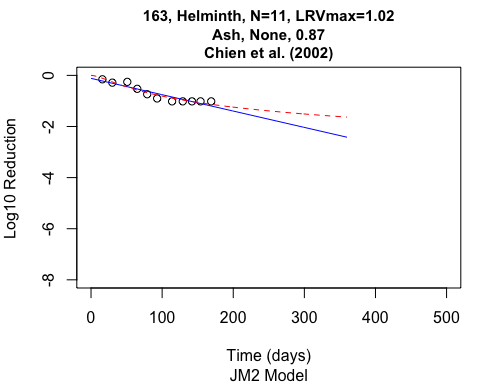 163, Helminth, N=11, LRVmax=1.02
Ash, None, 0.87
Chien et al. (2002)
Log10 Reduction
0
-2
-4
-6
-8
0 100 200 300 400 500
Time (days)
JM2 Model